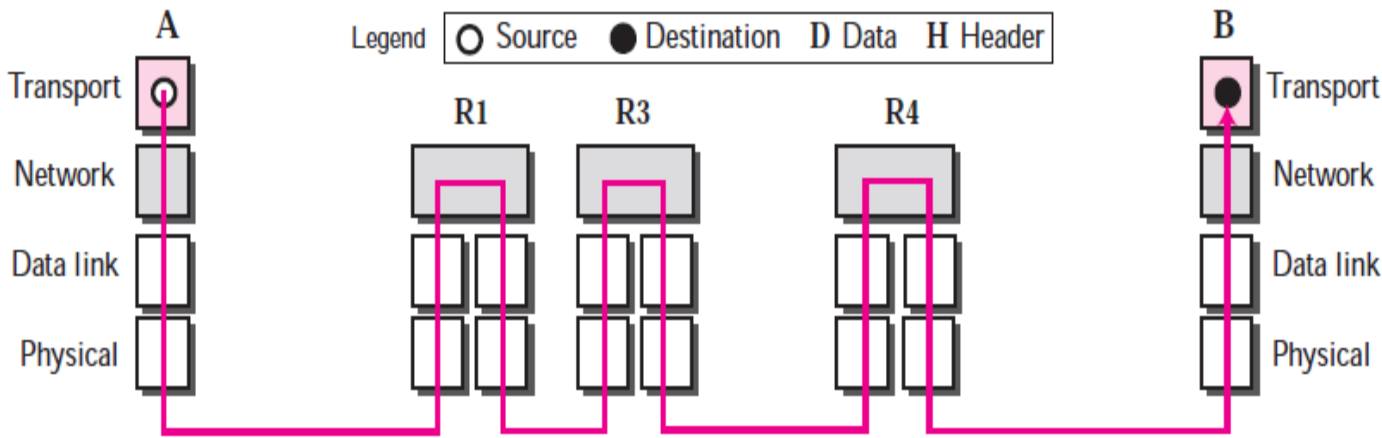 A
Legend Source Destination D Data H Header
B
Transport
R1 R3 R4
Transport
Network
Network
Data link
Data link
Physical
Physical